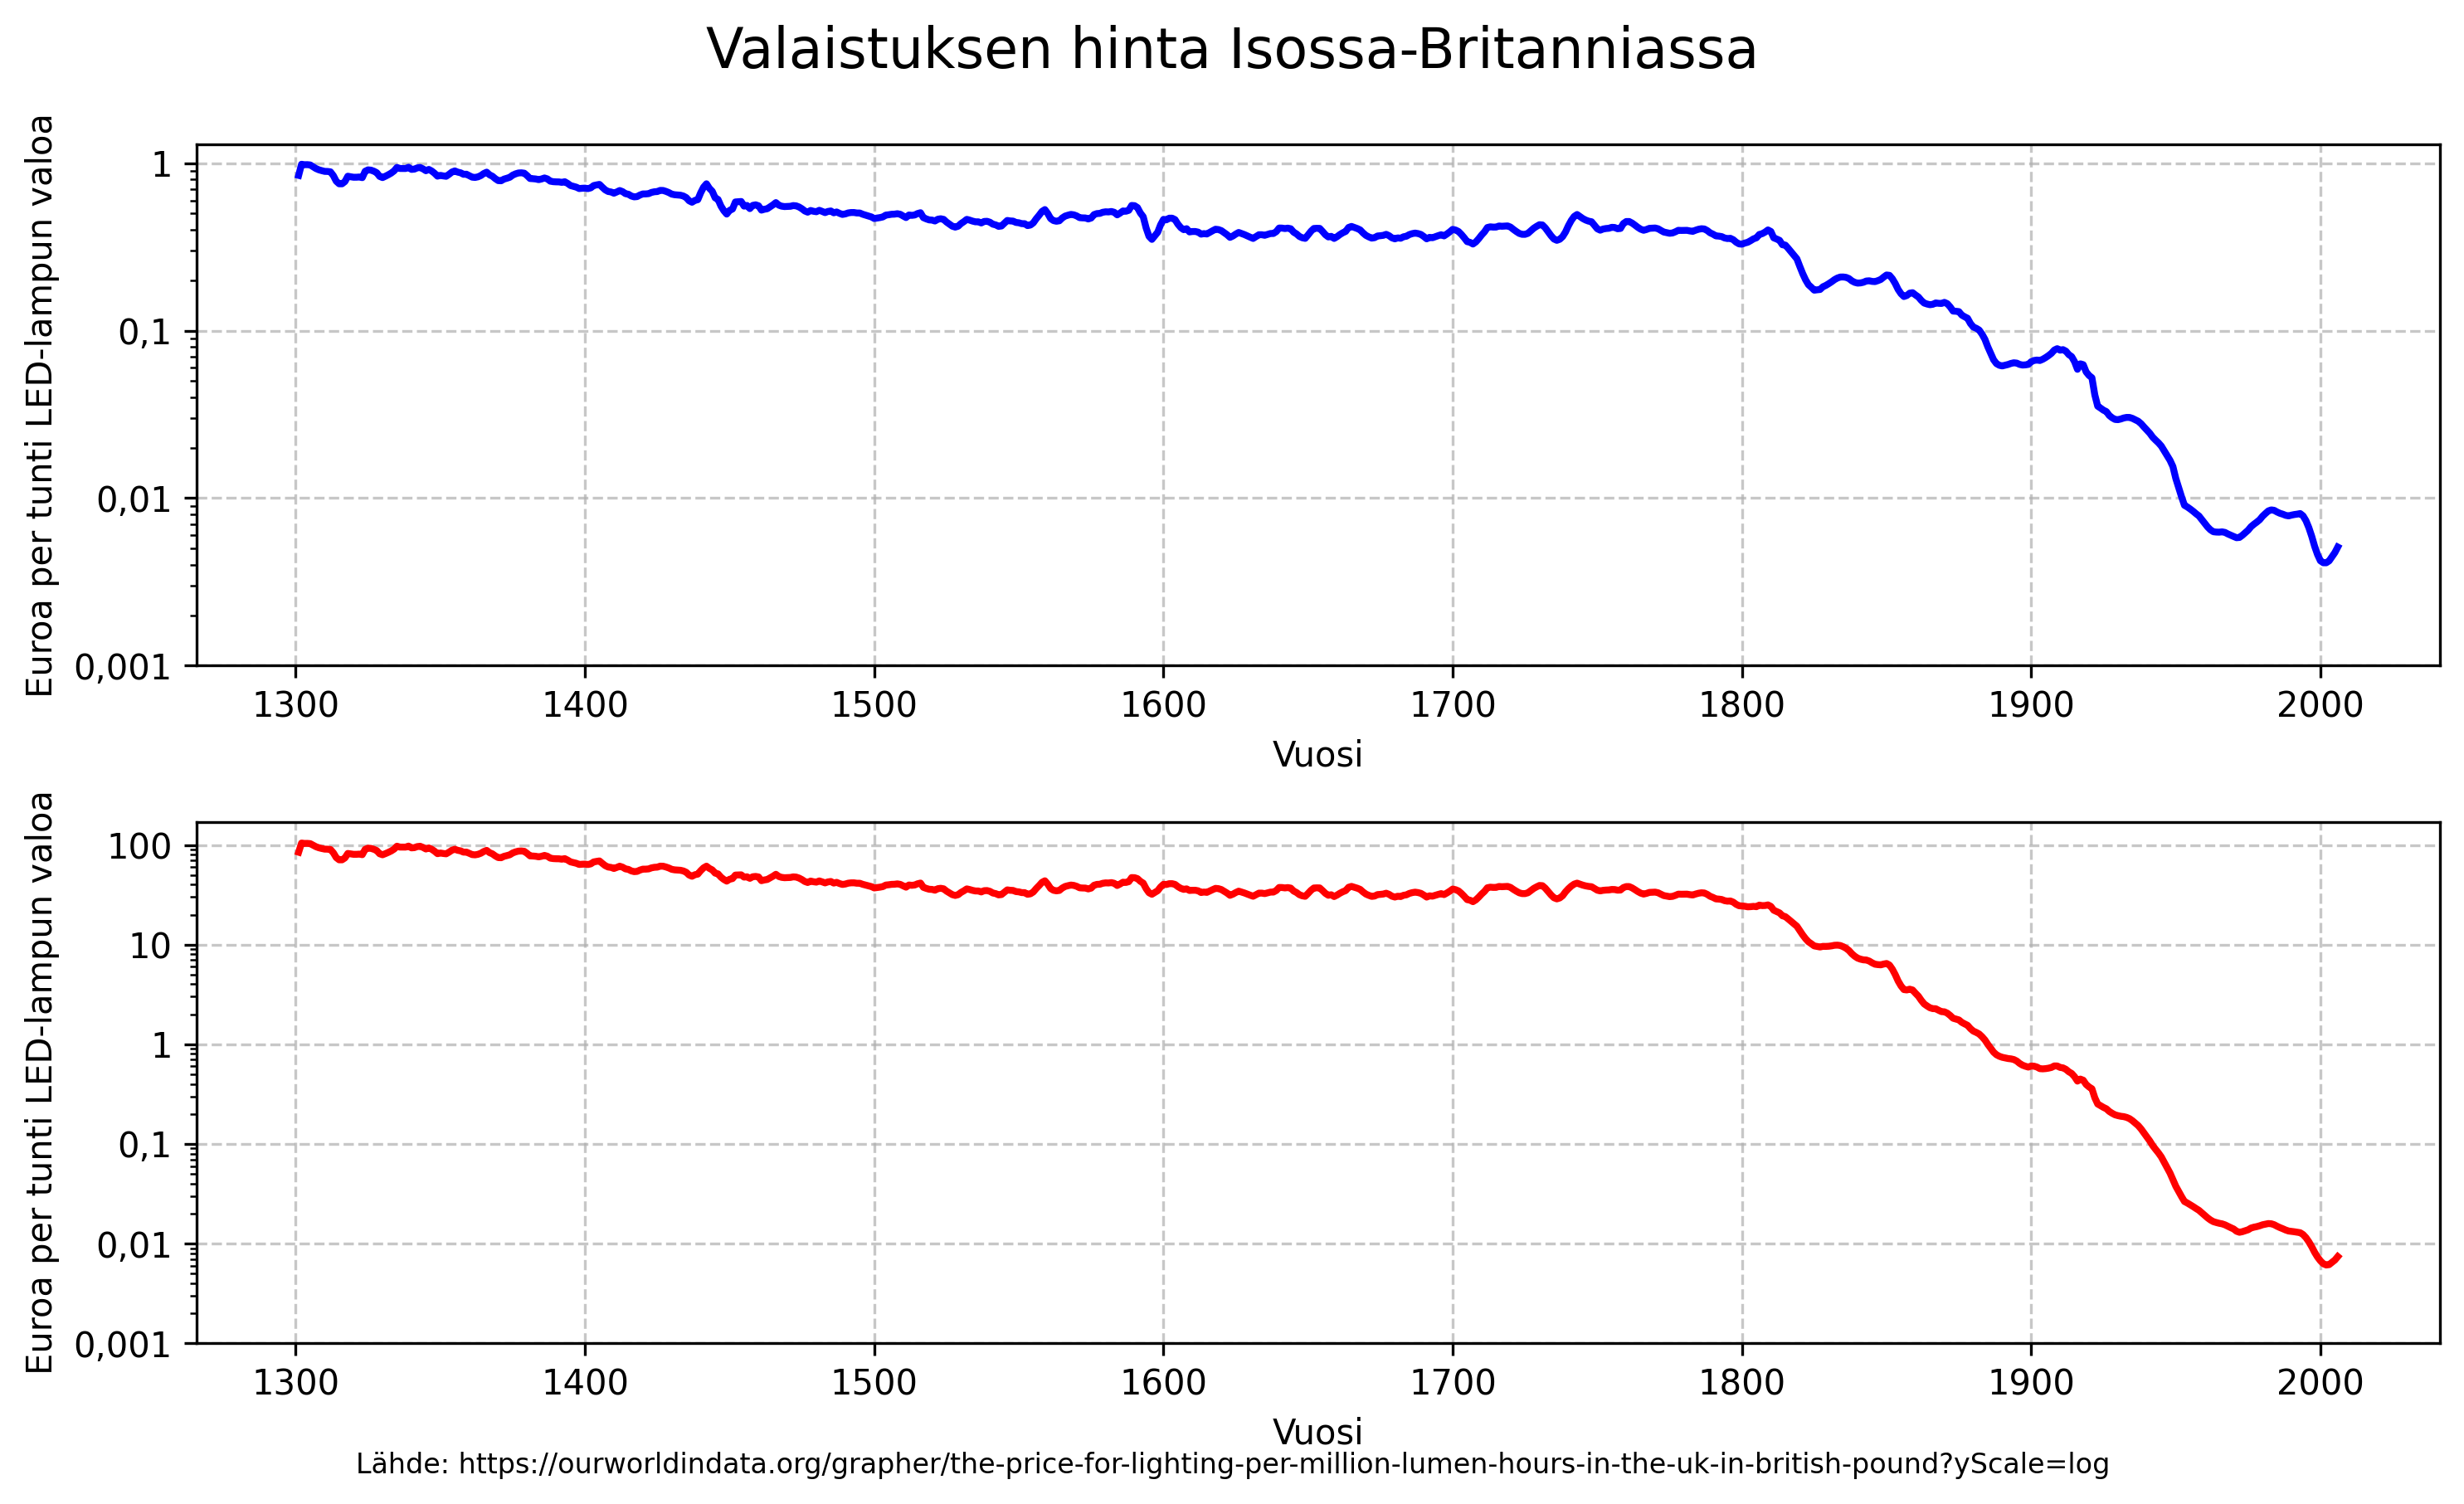 Valaistuksen hinta Isossa-Britanniassa
Euroa per tunti LED-lampun valoa
1
0,1
0,01
0,001
1300 1400 1500 1600 1700 1800 1900 2000
Vuosi
Euroa per tunti LED-lampun valoa
100
10
1
0,1
0,01
0,001
1300 1400 1500 1600 1700 1800 1900 2000
Vuosi
Lähde: https://ourworldindata.org/grapher/the-price-for-lighting-per-million-lumen-hours-in-the-uk-in-british-pound?yScale=log